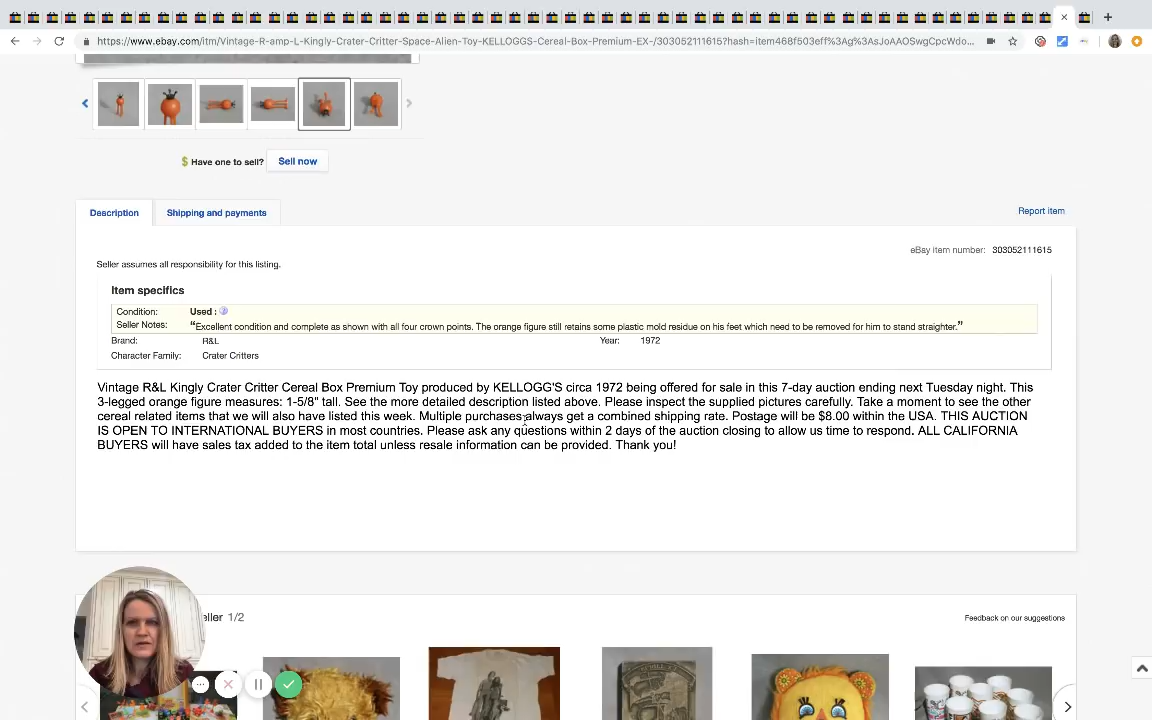 https://www.ebay.com/itm/Vintage-R-amp-L-Kingly-Crater-Critter-Space-Alien-Toy-KELLOGGS-Cereal-Box-Premium-EX-/303052111615?hash=item468f503eff%3Ag%3AsJoAAOSwgCpcWdo...
$ Have one to sell? Sell now
Description Shipping and payments Report item
eBay item number: 303052111615
Seller assumes all responsibility for this listing.
Item specifics
Condition: Used :
Seller Notes: “Excellent condition and complete as shown with all four crown points. The orange figure still retains some plastic mold residue on his feet which need to be removed for him to stand straighter.”
Brand: R&L Year: 1972
Character Family: Crater Critters
Vintage R&L Kingly Crater Critter Cereal Box Premium Toy produced by KELLOGG'S circa 1972 being offered for sale in this 7-day auction ending next Tuesday night. This
3-legged orange figure measures: 1-5/8" tall. See the more detailed description listed above. Please inspect the supplied pictures carefully. Take a moment to see the other
cereal related items that we will also have listed this week. Multiple purchases always get a combined shipping rate. Postage will be $8.00 within the USA. THIS AUCTION
IS OPEN TO INTERNATIONAL BUYERS in most countries. Please ask any questions within 2 days of the auction closing to allow us time to respond. ALL CALIFORNIA
BUYERS will have sales tax added to the item total unless resale information can be provided. Thank you!
eller 1/2
Feedback on our suggestions